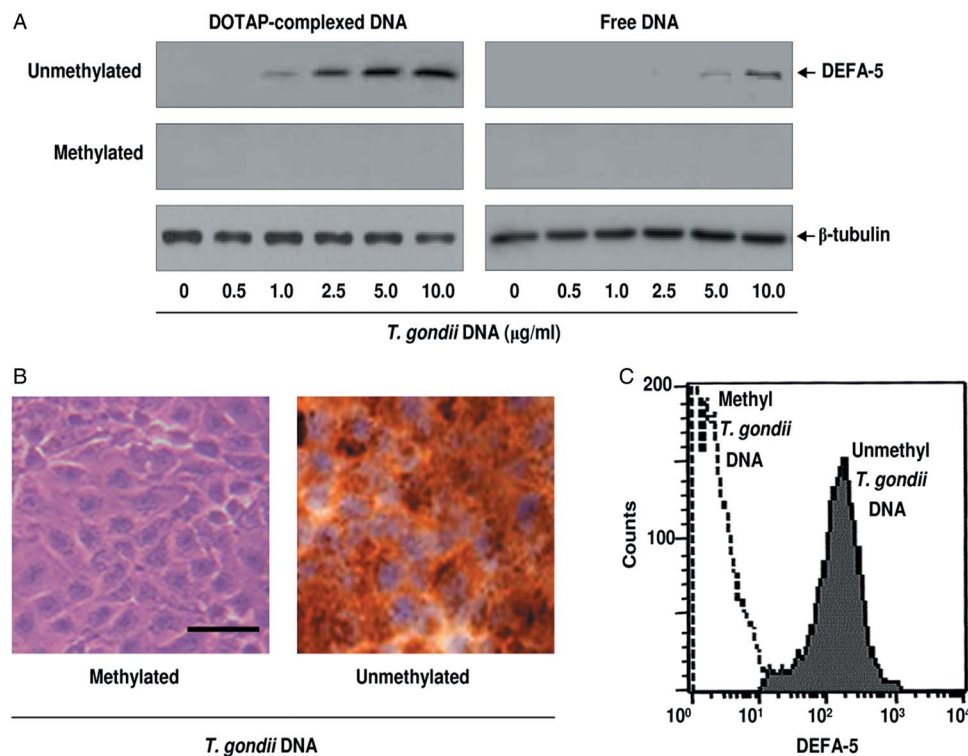 A
DOTAP-complexed DNA Free DNA
Unmethylated DEFA-5
Methylated
β-tubulin
0 0.5 1.0 2.5 5.0 10.0 0 0.5 1.0 2.5 5.0 10.0
T. gondii DNA (µg/ml)
B
Methylated Unmethylated
T. gondii DNA
C
200
100
0
Counts
Methyl
T. gondii
DNA
Unmethyl
T. gondii
DNA
10⁰ 10¹ 10² 10³ 10⁴
DEFA-5